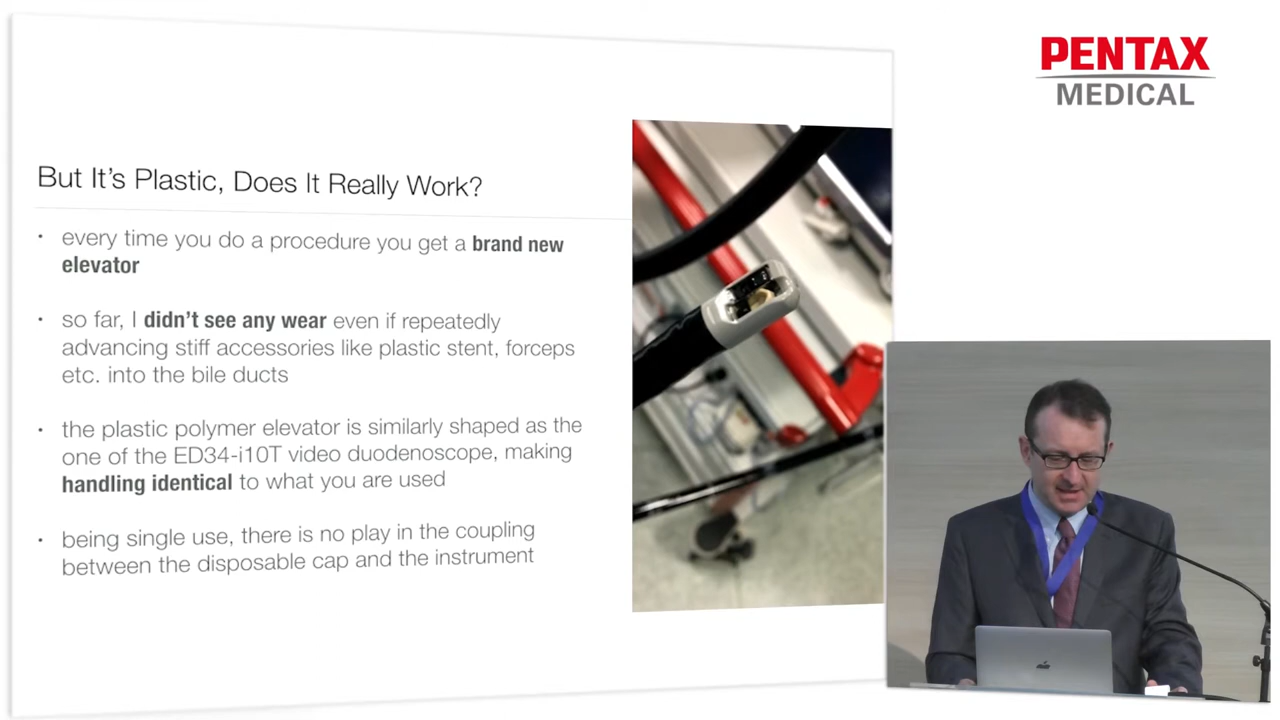 PENTAX
MEDICAL
But It's Plastic, Does It Really Work?
• every time you do a procedure you get a brand new
elevator
• so far, I didn't see any wear even if repeatedly
advancing stiff accessories like plastic stent, forceps
etc. into the bile ducts
• the plastic polymer elevator is similarly shaped as the
one of the ED34-i10T video duodenoscope, making
handling identical to what you are used
• being single use, there is no play in the coupling
between the disposable cap and the instrument